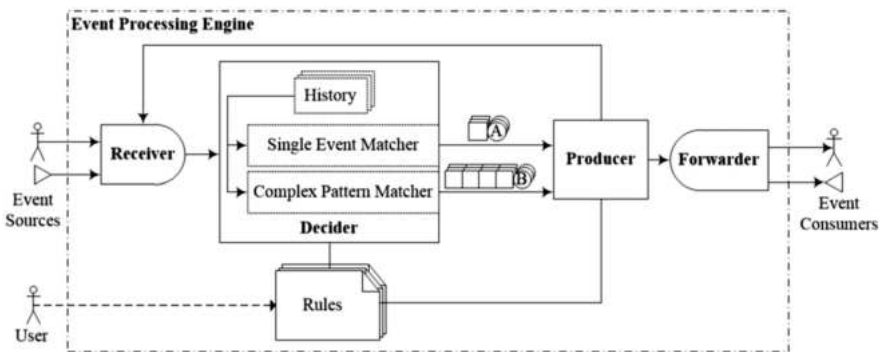 Event Processing Engine
History
Single Event Matcher
A
Receiver
Producer
Forwarder
Complex Pattern Matcher
B
Event
Sources
Decider
Event
Consumers
Rules
User